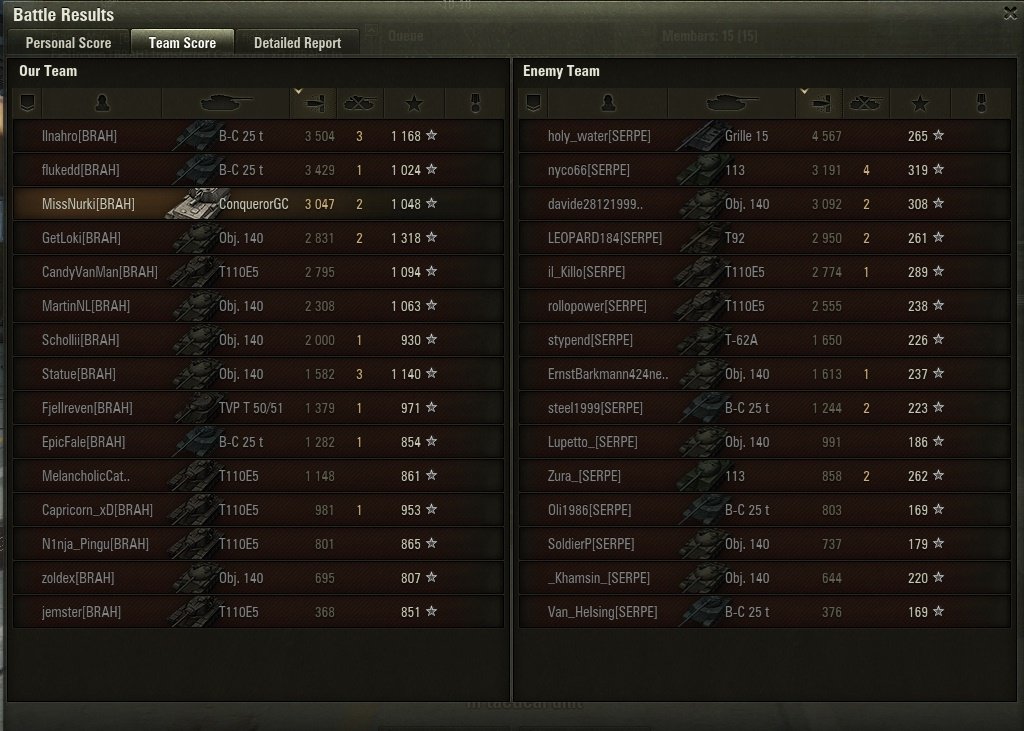 Battle Results
Personal Score Team Score Detailed Report
Queue Members: 15 [15]
Our Team
Ilnahro[BRAH] B-C 25 t 3 504 3 1 168
flukedd[BRAH] B-C 25 t 3 429 1 1 024
MissNurki[BRAH] ConquerorGC 3 047 2 1 048
GetLoki[BRAH] Obj. 140 2 831 2 1 318
CandyVanMan[BRAH] T110E5 2 795 1 094
MartinNL[BRAH] Obj. 140 2 308 1 063
Schollii[BRAH] Obj. 140 2 000 1 930
Statue[BRAH] Obj. 140 1 582 3 1 140
Fjellreven[BRAH] TVP T 50/51 1 379 1 971
EpicFale[BRAH] B-C 25 t 1 282 1 854
MelancholicCat.. T110E5 1 148 861
Capricorn_xD[BRAH] T110E5 981 1 953
N1nja_Pingu[BRAH] T110E5 801 865
zoldex[BRAH] Obj. 140 695 807
jemster[BRAH] T110E5 368 851
Enemy Team
holy_water[SERPE] Grille 15 4 567 265
nyco66[SERPE] 113 3 191 4 319
davide28121999.. Obj. 140 3 092 2 308
LEOPARD184[SERPE] T92 2 950 2 261
il_Killo[SERPE] T110E5 2 774 1 289
rollopower[SERPE] T110E5 2 555 238
stypend[SERPE] T-62A 1 650 226
ErnstBarkmann424ne.. Obj. 140 1 613 1 237
steel1999[SERPE] B-C 25 t 1 244 2 223
Lupetto_[SERPE] Obj. 140 991 186
Zura_[SERPE] 113 858 2 262
Oli1986[SERPE] B-C 25 t 803 169
SoldierP[SERPE] Obj. 140 737 179
_Khamsin_[SERPE] Obj. 140 644 220
Van_Helsing[SERPE] B-C 25 t 376 169